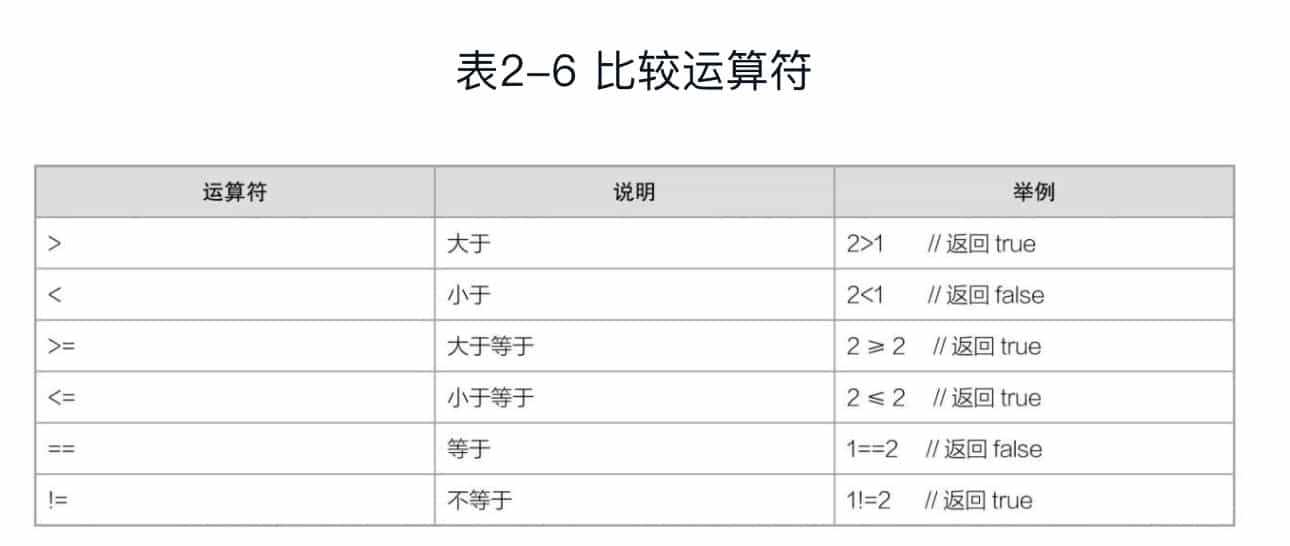 表2-6 比较运算符
运算符 说明 举例
> 大于 2>1 // 返回 true
< 小于 2<1 // 返回 false
>= 大于等于 2 ⩾ 2 // 返回 true
<= 小于等于 2 ⩽ 2 // 返回 true
== 等于 1==2 // 返回 false
!= 不等于 1!=2 // 返回 true